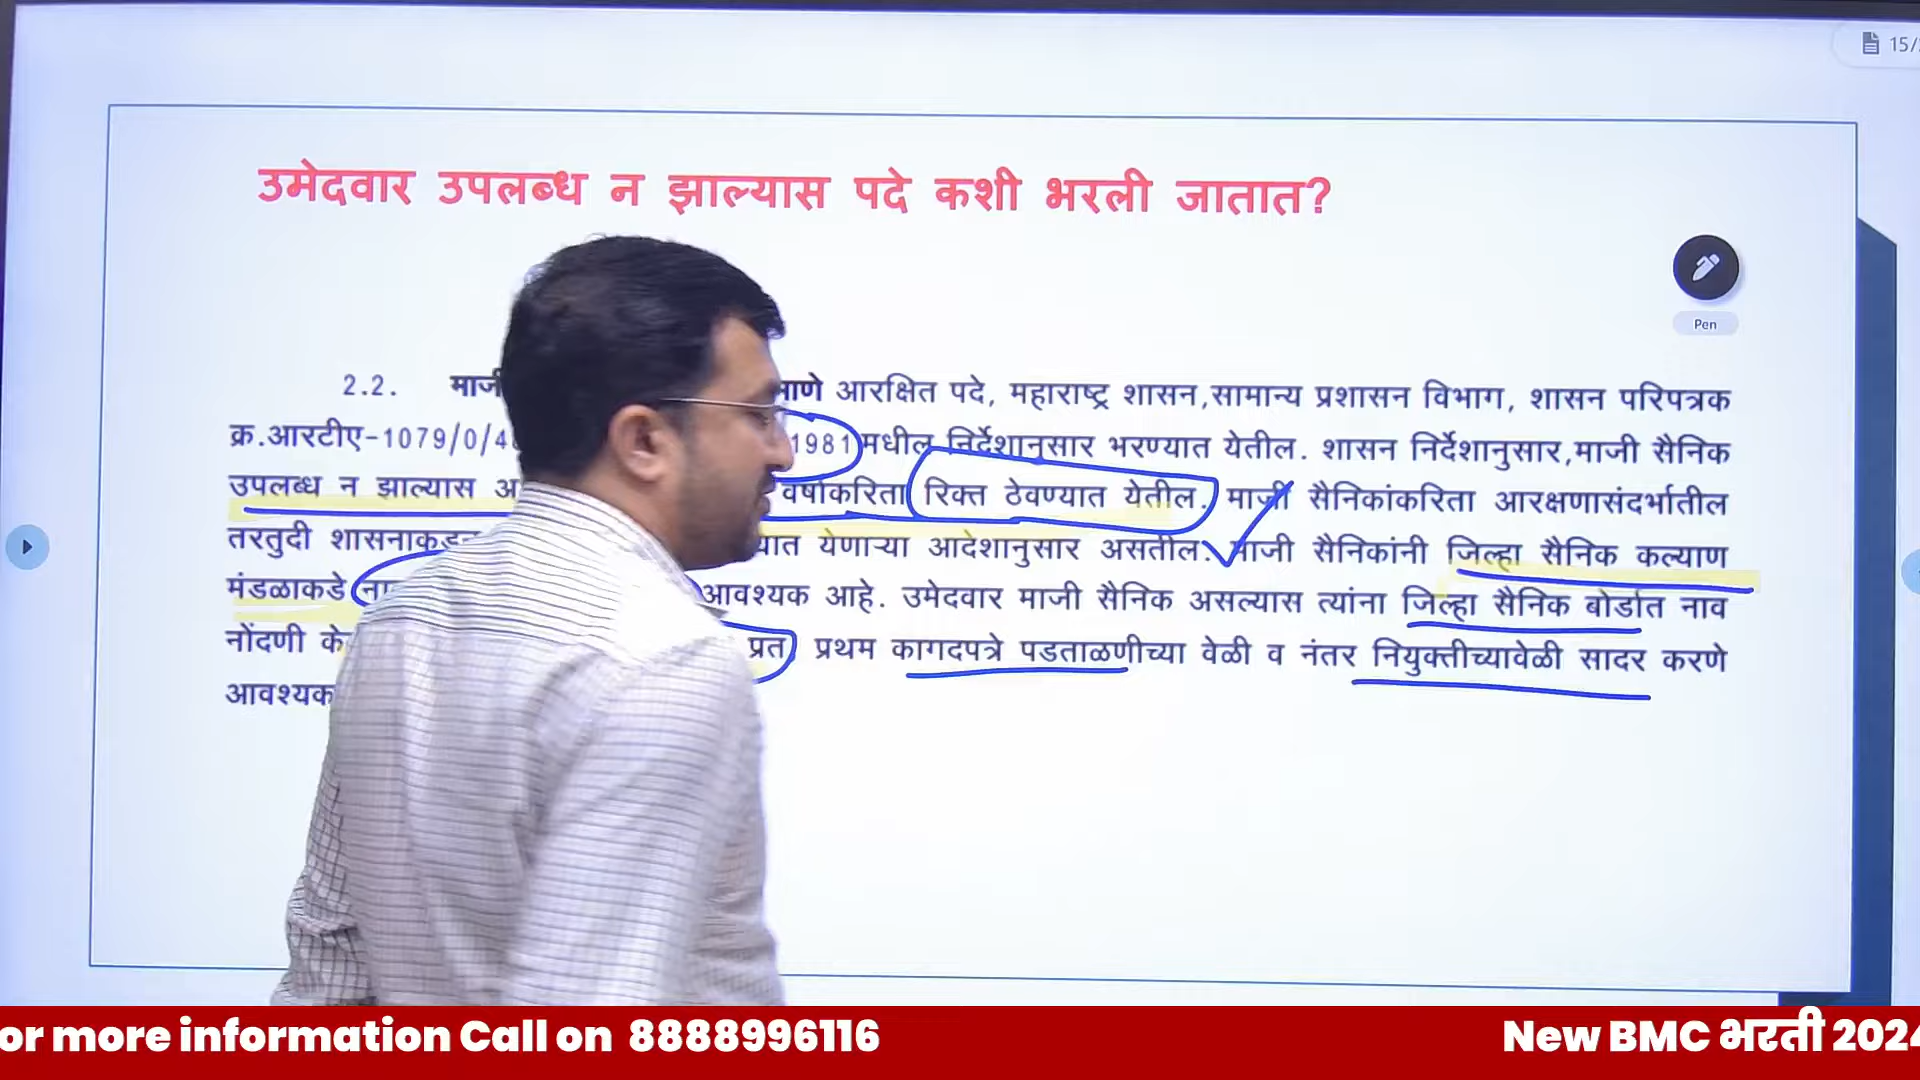 15/
उमेदवार उपलब्ध न झाल्यास पदे कशी भरली जातात?
Pen
2.2. माजी आरक्षित पदे, महाराष्ट्र शासन,सामान्य प्रशासन विभाग, शासन परिपत्रक
क्र.आरटीए-1079/0/4 1981 मधील निर्देशानुसार भरण्यात येतील. शासन निर्देशानुसार,माजी सैनिक
उपलब्ध न झाल्यास वर्षाकरिता रिक्त ठेवण्यात येतील. माजी सैनिकांकरिता आरक्षणासंदर्भातील
तरतुदी शासनाकडून येणाऱ्या आदेशानुसार असतील. माजी सैनिकांनी जिल्हा सैनिक कल्याण
मंडळाकडे आवश्यक आहे. उमेदवार माजी सैनिक असल्यास त्यांना जिल्हा सैनिक बोर्डात नाव
नोंदणी प्रत प्रथम कागदपत्रे पडताळणीच्या वेळी व नंतर नियुक्तीच्यावेळी सादर करणे
आवश्यक
or more information Call on 8888996116
New BMC भरती 2024